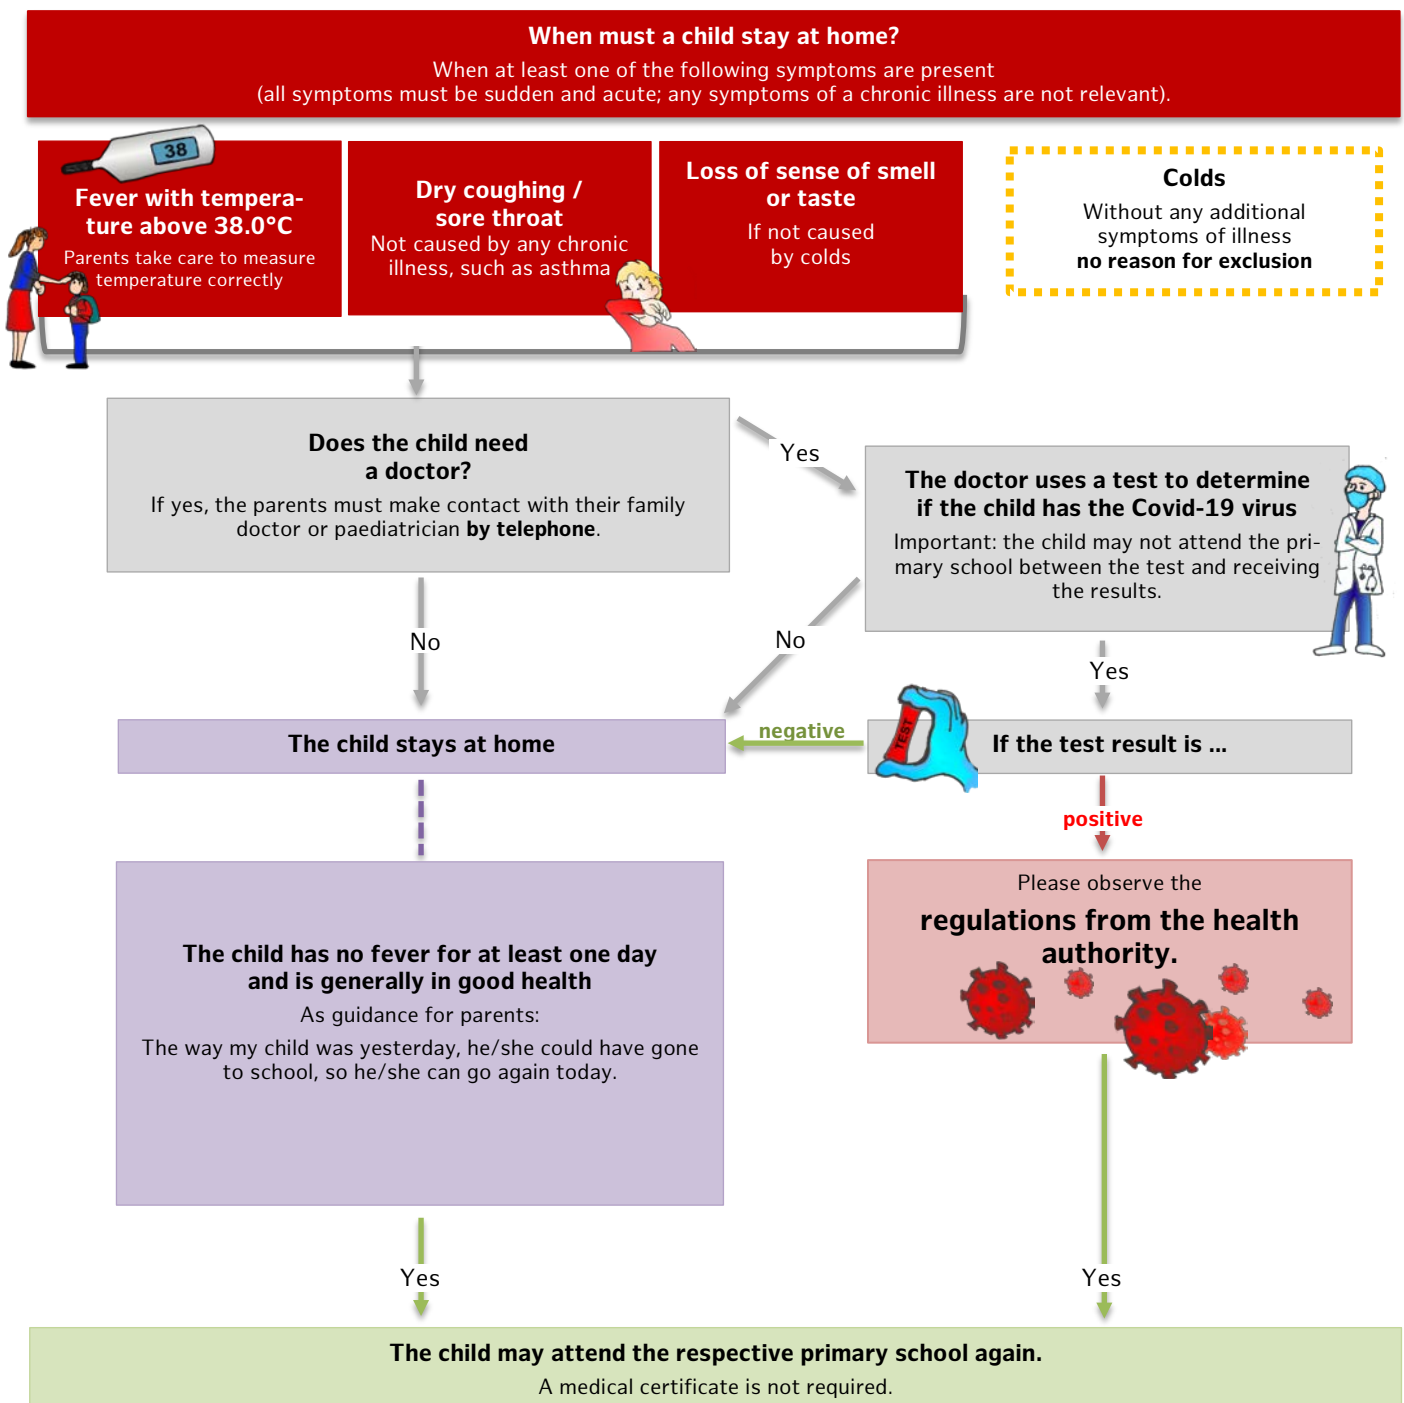 When must a child stay at home?
When at least one of the following symptoms are present
(all symptoms must be sudden and acute; any symptoms of a chronic illness are not relevant).
38
Fever with tempera-
ture above 38.0°C
Parents take care to measure
temperature correctly
Dry coughing /
sore throat
Not caused by any chronic
illness, such as asthma
Loss of sense of smell
or taste
If not caused
by colds
Colds
Without any additional
symptoms of illness
no reason for exclusion
Does the child need
a doctor?
If yes, the parents must make contact with their family
doctor or paediatrician by telephone.
Yes
The doctor uses a test to determine
if the child has the Covid-19 virus
Important: the child may not attend the pri-
mary school between the test and receiving
the results.
No
No
Yes
The child stays at home
negative
TEST
If the test result is ...
positive
The child has no fever for at least one day
and is generally in good health
As guidance for parents:
The way my child was yesterday, he/she could have gone
to school, so he/she can go again today.
Please observe the
regulations from the health
authority.
Yes
Yes
The child may attend the respective primary school again.
A medical certificate is not required.